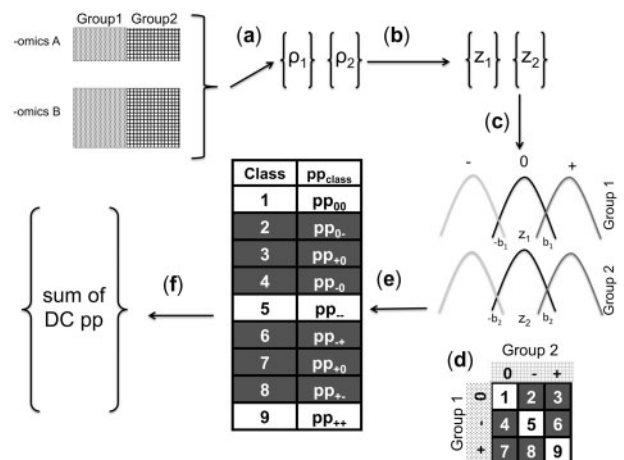 Group1 Group2
-omics A
-omics B
(a)
{ρ1} {ρ2}
(b)
{z1} {z2}
(c)
- 0 +
Group 1
-b1 z1 b1
Group 2
-b2 z2 b2
(d)
Group 2
0 - +
Group 1
0 1 2 3
- 4 5 6
+ 7 8 9
(e)
Class ppclass
1 pp00
2 pp0-
3 pp+0
4 pp-0
5 pp--
6 pp-+
7 pp+0
8 pp+-
9 pp++
(f)
sum of
DC pp